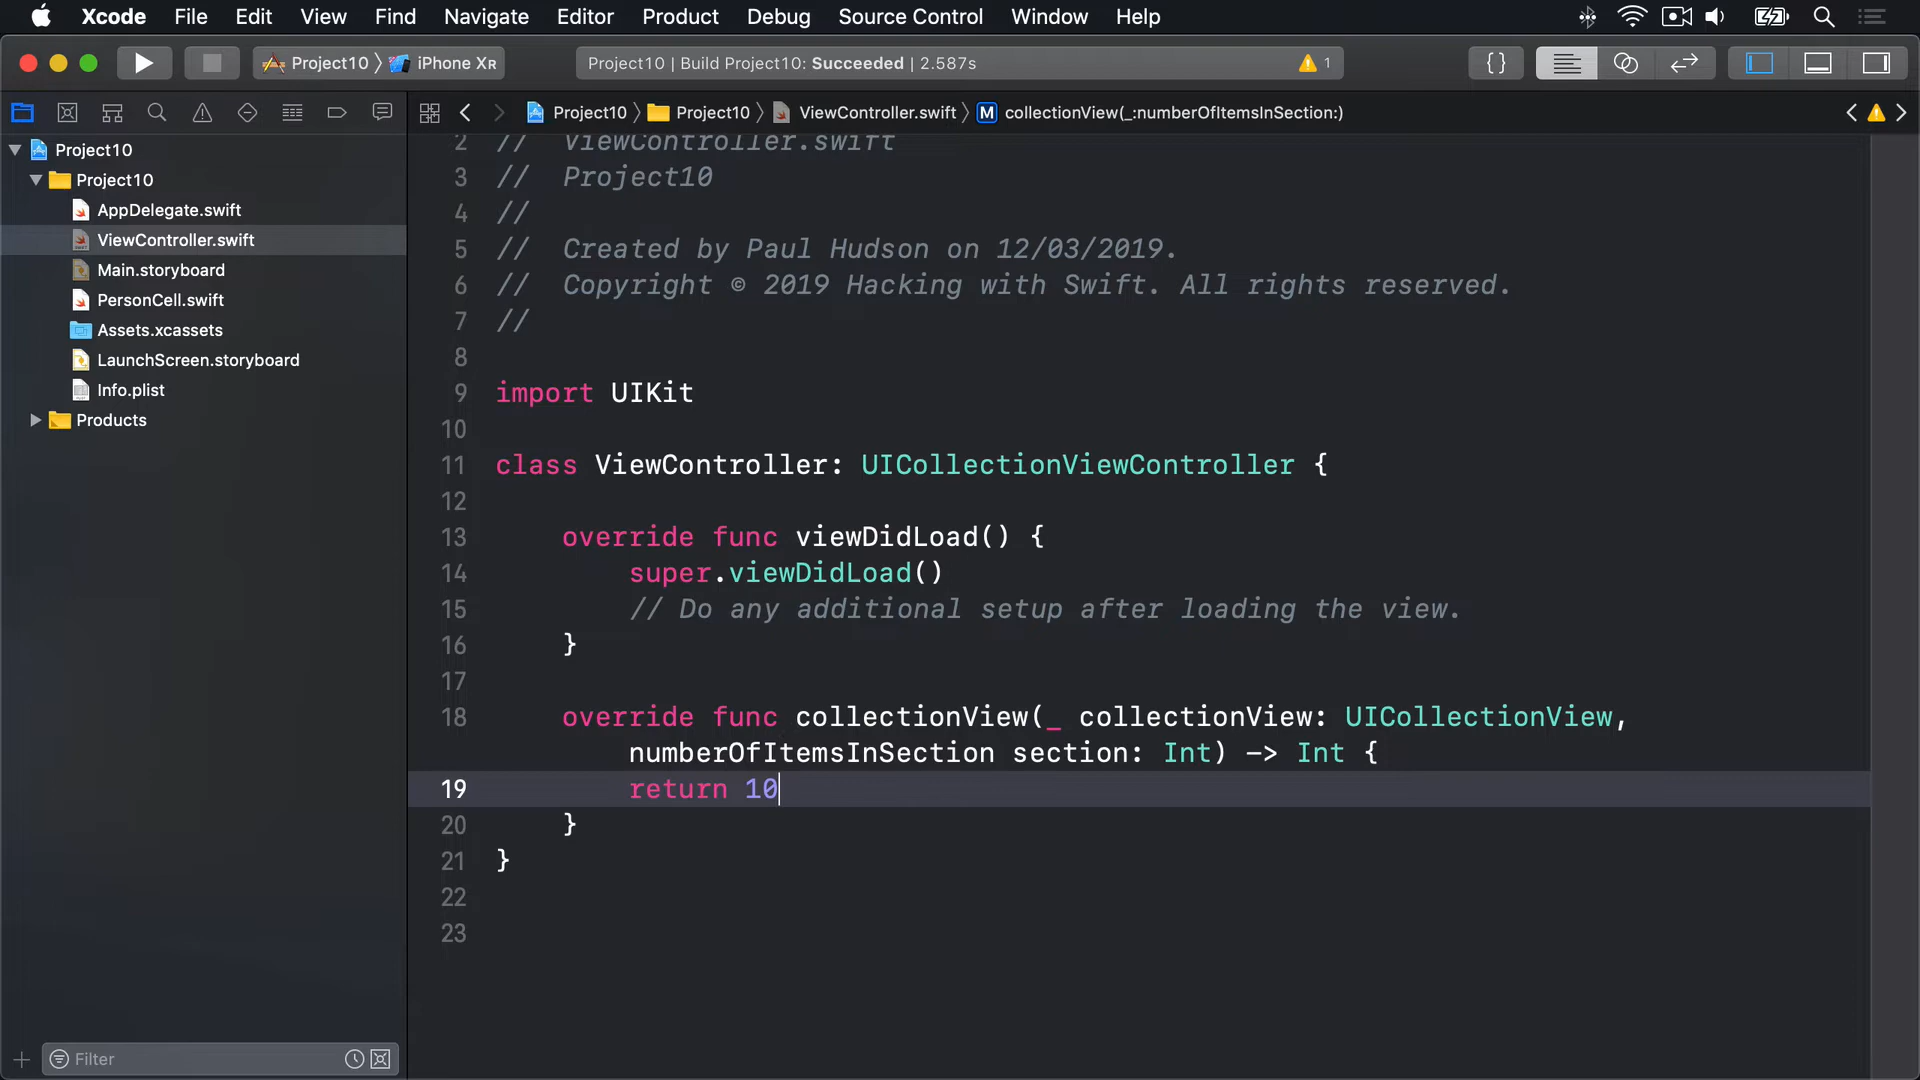 Xcode File Edit View Find Navigate Editor Product Debug Source Control Window Help
Project10 iPhone XR
Project10 | Build Project10: Succeeded | 2.587s 1
Project10 Project10 ViewController.swift M collectionView(_:numberOfItemsInSection:)
Project10
Project10
AppDelegate.swift
ViewController.swift
Main.storyboard
PersonCell.swift
Assets.xcassets
LaunchScreen.storyboard
Info.plist
Products
Filter
2 // ViewController.swift
3 // Project10
4 //
5 // Created by Paul Hudson on 12/03/2019.
6 // Copyright © 2019 Hacking with Swift. All rights reserved.
7 //
8
9 import UIKit
10
11 class ViewController: UICollectionViewController {
12
13 override func viewDidLoad() {
14 super.viewDidLoad()
15 // Do any additional setup after loading the view.
16 }
17
18 override func collectionView(_ collectionView: UICollectionView,
numberOfItemsInSection section: Int) -> Int {
19 return 10
20 }
21 }
22
23